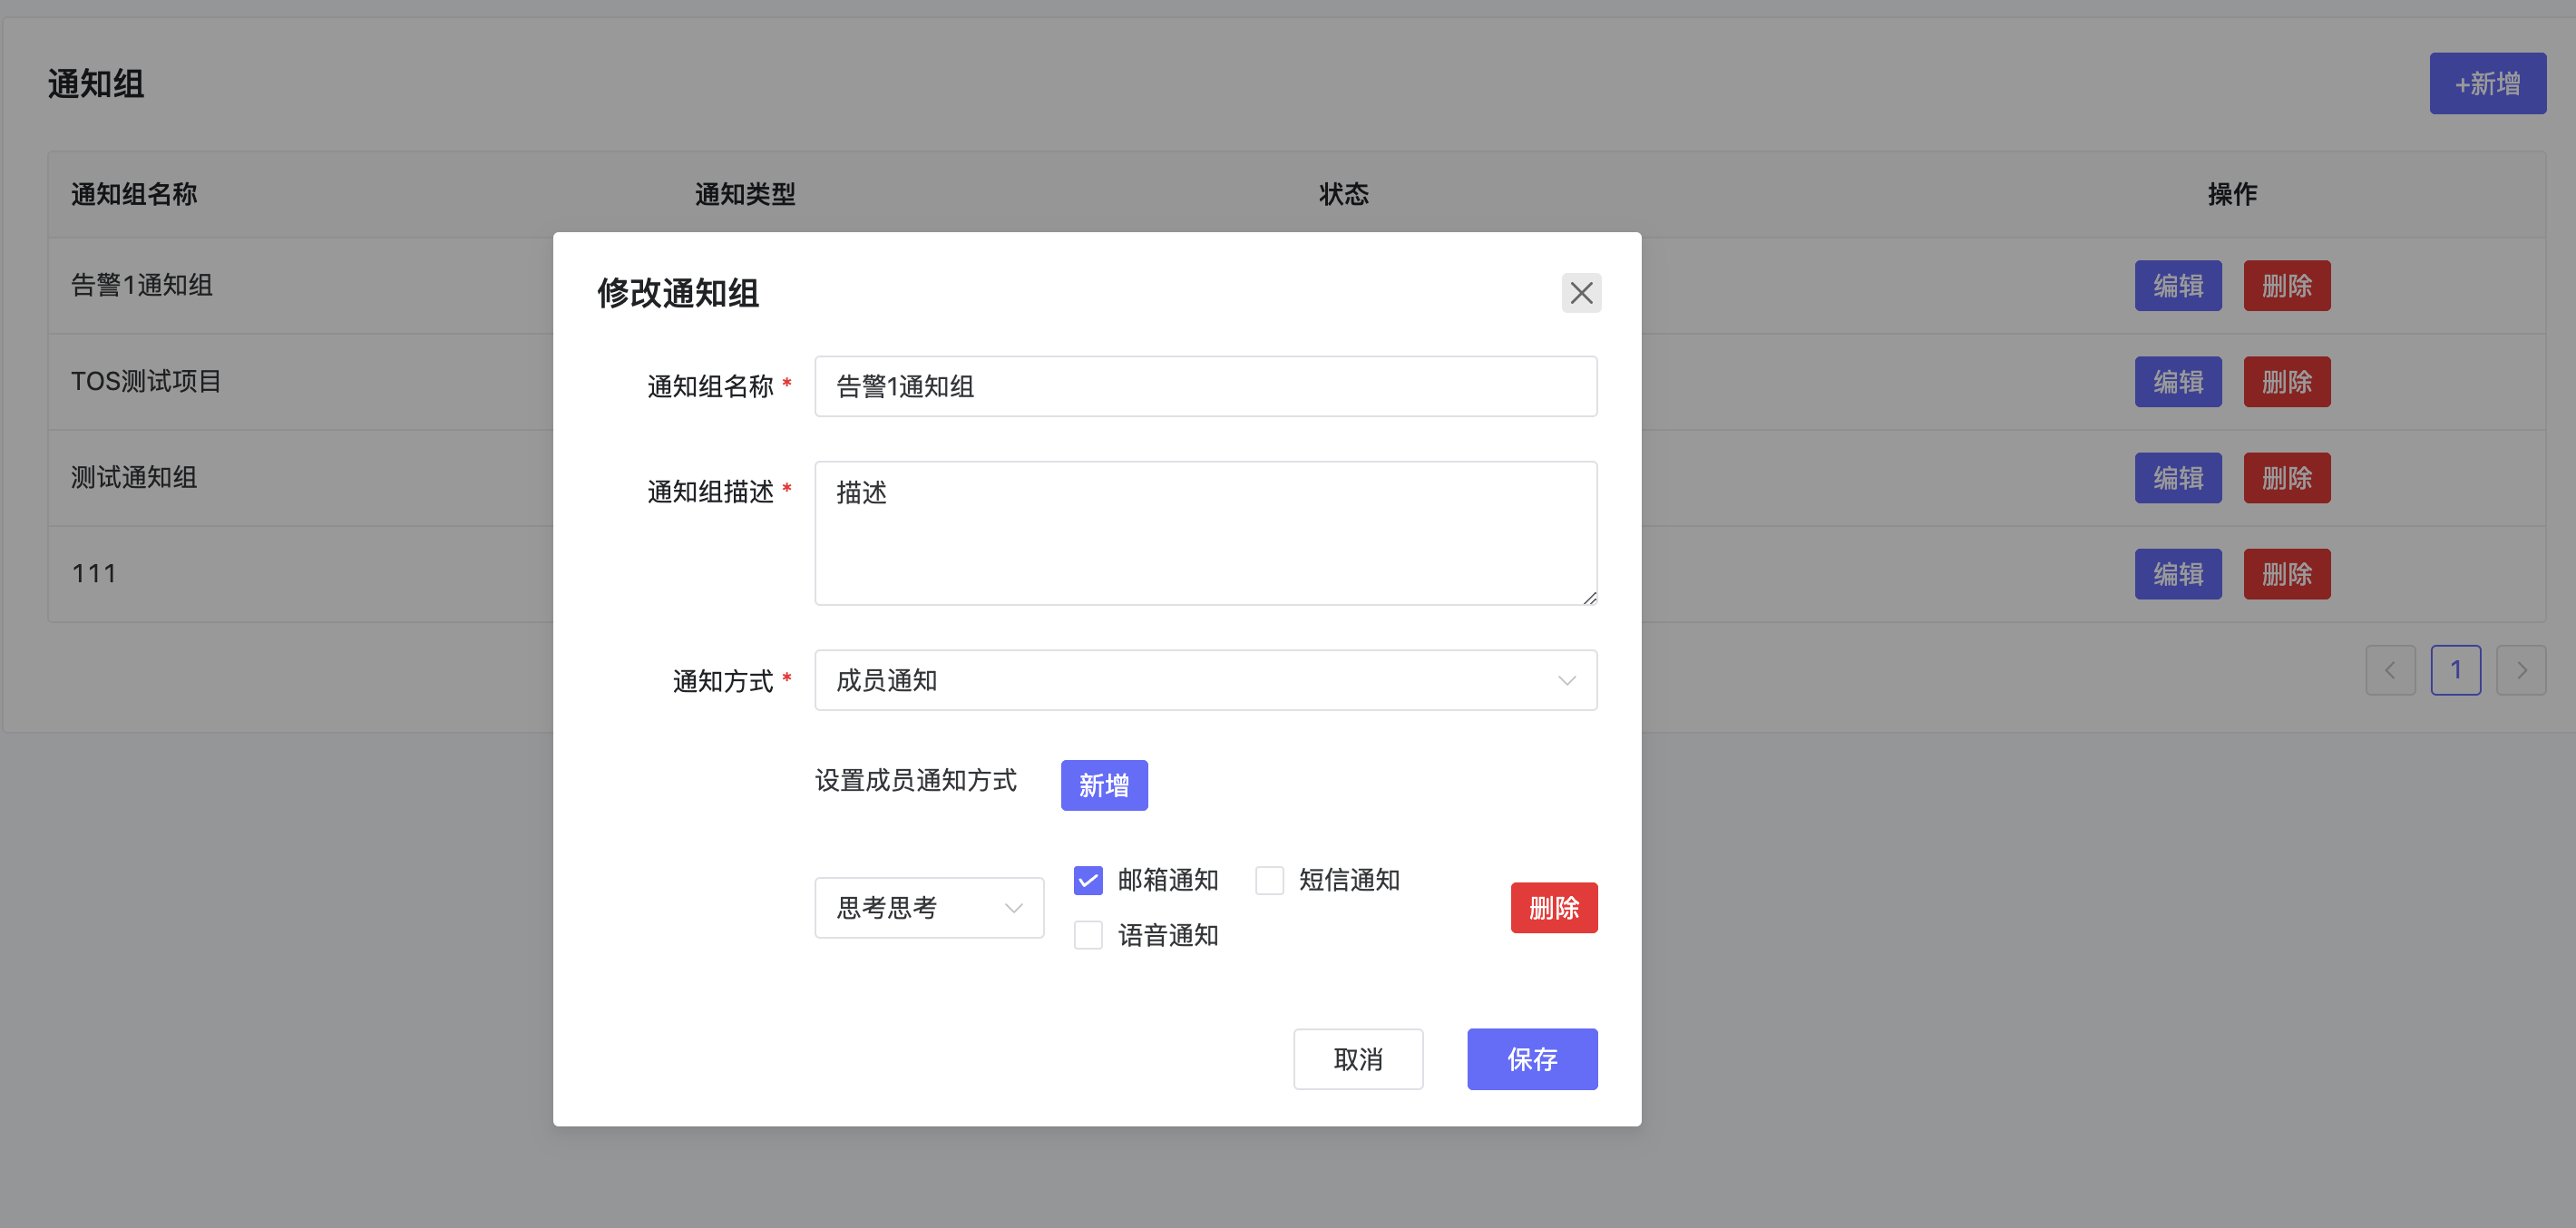 通知组
+新增
通知组名称 通知类型 状态 操作
告警1通知组 编辑 删除
TOS测试项目 编辑 删除
测试通知组 编辑 删除
111 编辑 删除
1
修改通知组
通知组名称 * 告警1通知组
通知组描述 * 描述
通知方式 * 成员通知
设置成员通知方式 新增
思考思考 邮箱通知 短信通知 删除
语音通知
取消 保存